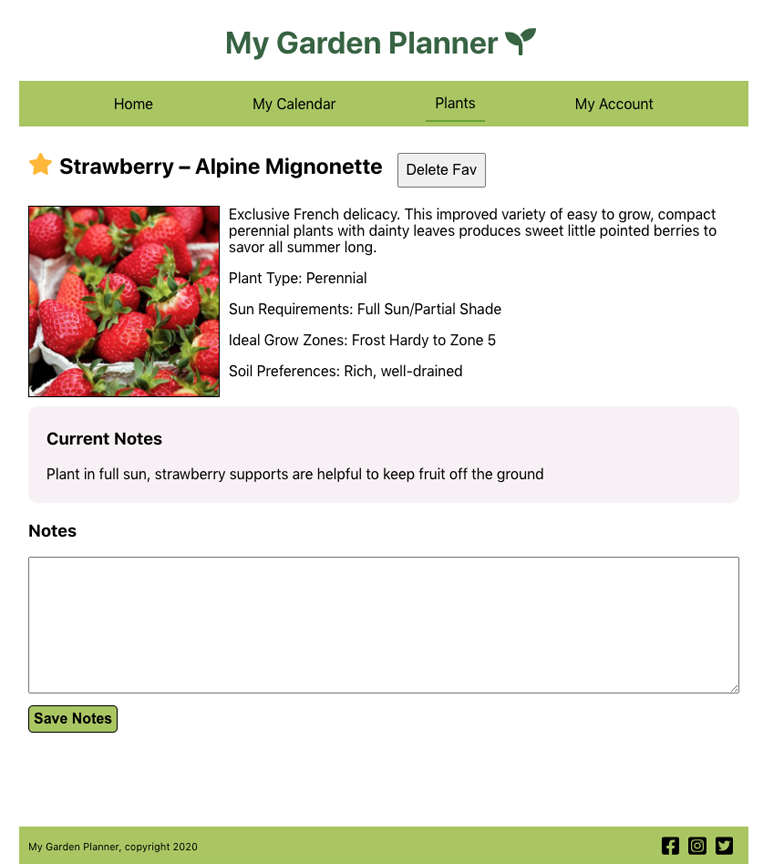 My Garden Planner
Home My Calendar Plants My Account
Strawberry – Alpine Mignonette Delete Fav
Exclusive French delicacy. This improved variety of easy to grow, compact
perennial plants with dainty leaves produces sweet little pointed berries to
savor all summer long.
Plant Type: Perennial
Sun Requirements: Full Sun/Partial Shade
Ideal Grow Zones: Frost Hardy to Zone 5
Soil Preferences: Rich, well-drained
Current Notes
Plant in full sun, strawberry supports are helpful to keep fruit off the ground
Notes
Save Notes
My Garden Planner, copyright 2020